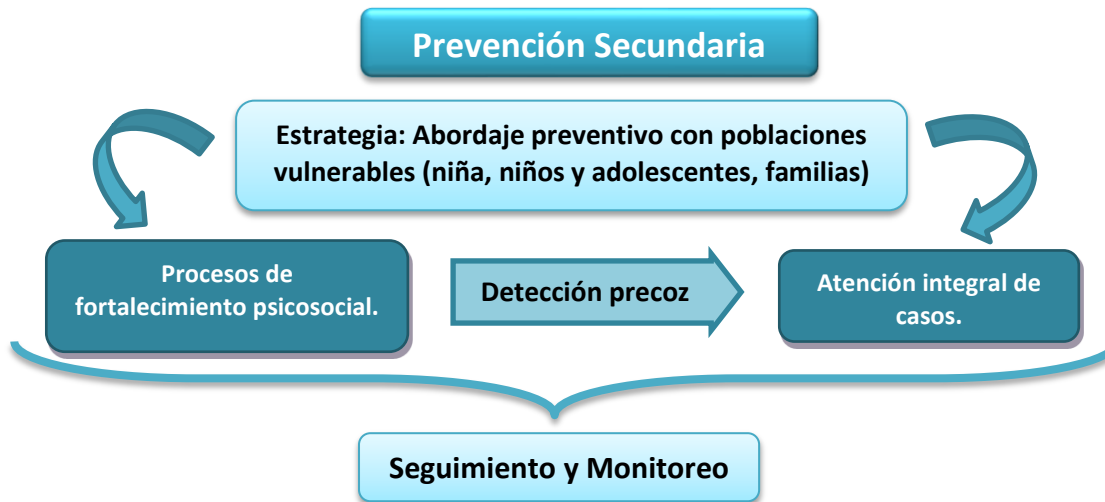 Prevención Secundaria
Estrategia: Abordaje preventivo con poblaciones
vulnerables (niña, niños y adolescentes, familias)
Procesos de
fortalecimiento psicosocial.
Detección precoz
Atención integral de
casos.
Seguimiento y Monitoreo